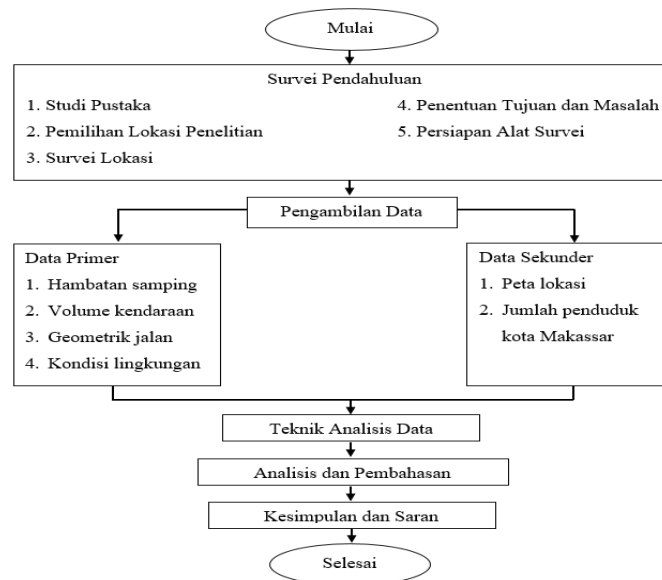 Mulai
Survei Pendahuluan
1. Studi Pustaka
2. Pemilihan Lokasi Penelitian
3. Survei Lokasi
4. Penentuan Tujuan dan Masalah
5. Persiapan Alat Survei
Pengambilan Data
Data Primer
1. Hambatan samping
2. Volume kendaraan
3. Geometrik jalan
4. Kondisi lingkungan
Data Sekunder
1. Peta lokasi
2. Jumlah penduduk
kota Makassar
Teknik Analisis Data
Analisis dan Pembahasan
Kesimpulan dan Saran
Selesai